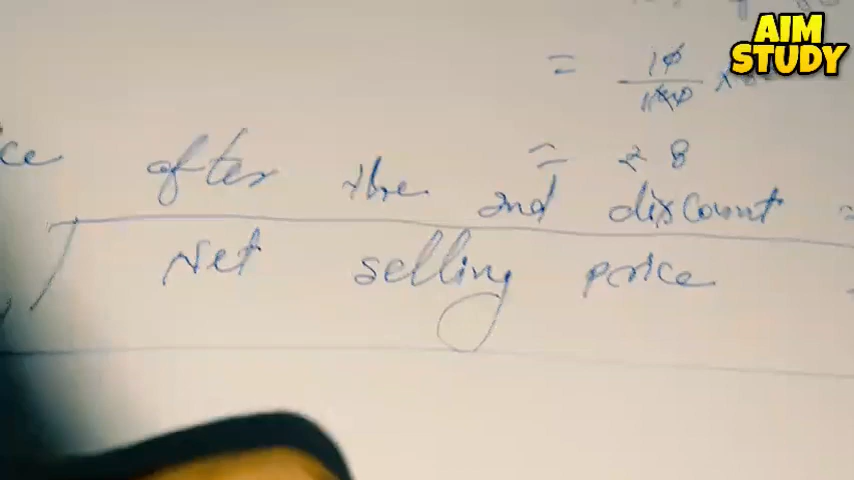 AIM
STUDY
= 10/100 ×
= ₹ 8
ce after the 2nd discount =
Net selling price